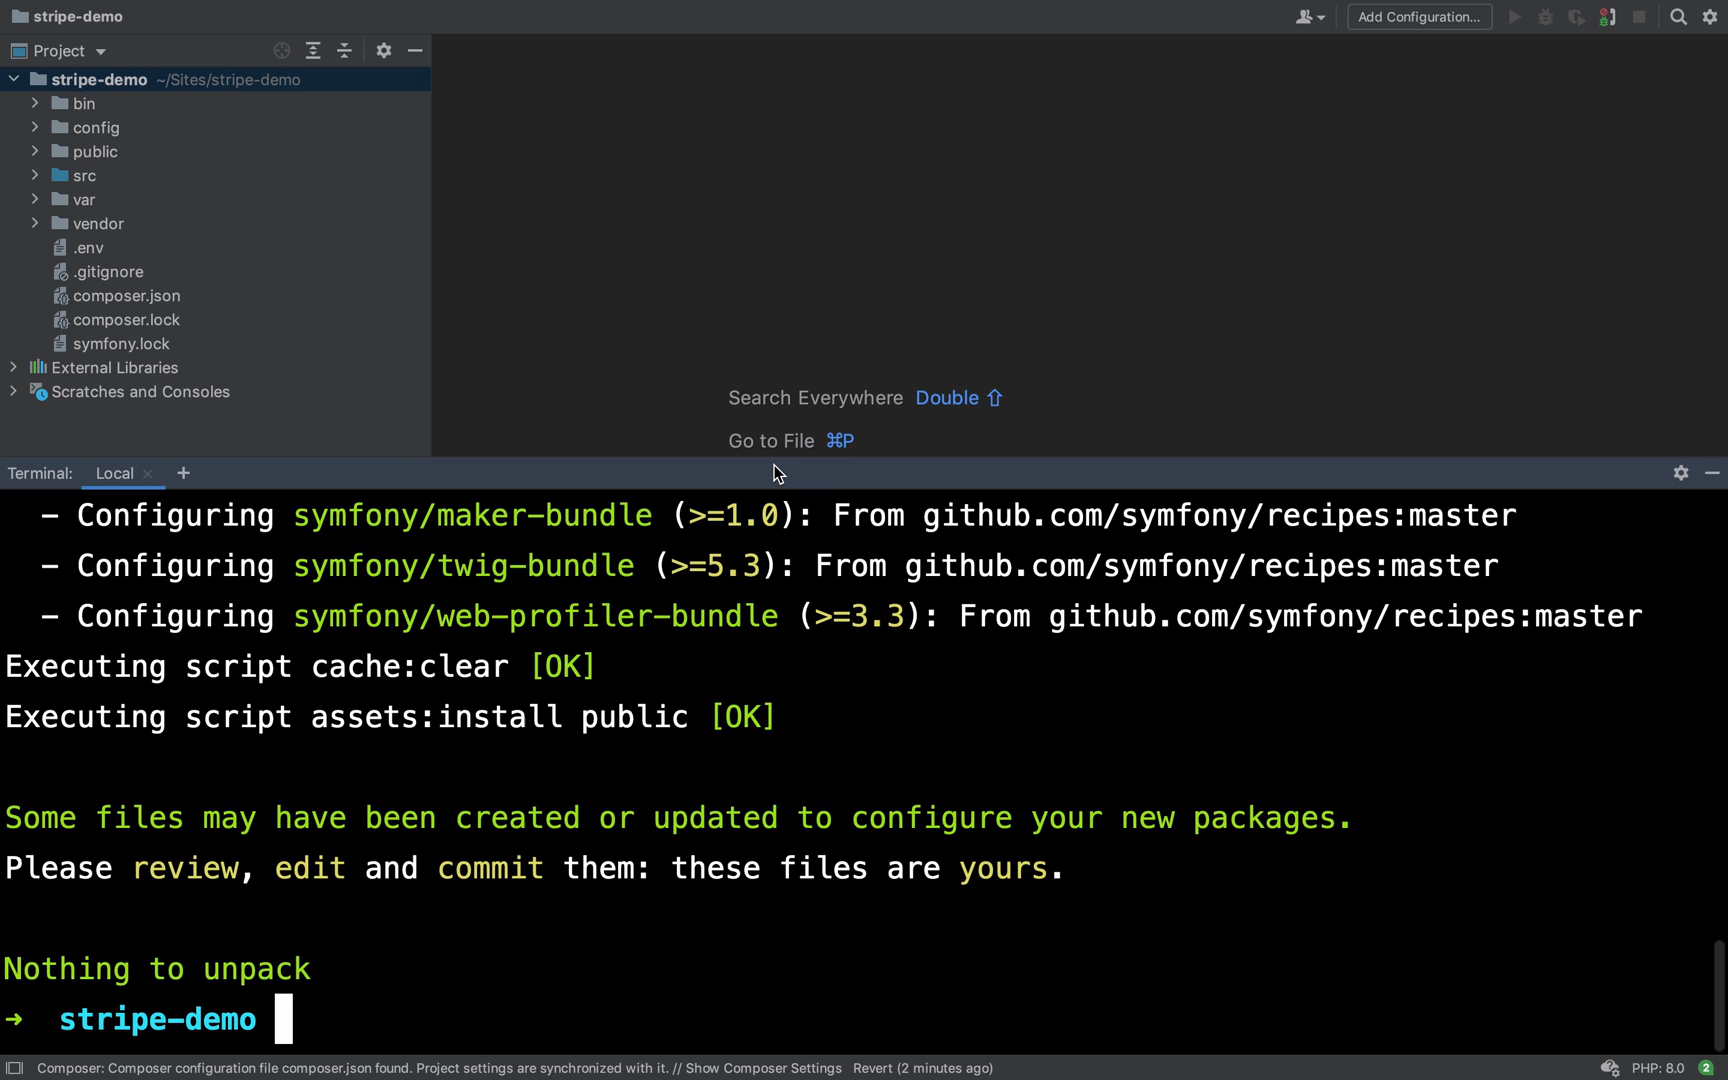 stripe-demo
Add Configuration...
Project
stripe-demo ~/Sites/stripe-demo
bin
config
public
src
var
vendor
.env
.gitignore
composer.json
composer.lock
symfony.lock
External Libraries
Scratches and Consoles
Search Everywhere Double ⇧
Go to File ⌘P
Terminal: Local × +
- Configuring symfony/maker-bundle (>=1.0): From github.com/symfony/recipes:master
- Configuring symfony/twig-bundle (>=5.3): From github.com/symfony/recipes:master
- Configuring symfony/web-profiler-bundle (>=3.3): From github.com/symfony/recipes:master
Executing script cache:clear [OK]
Executing script assets:install public [OK]
Some files may have been created or updated to configure your new packages.
Please review, edit and commit them: these files are yours.
Nothing to unpack
➜ stripe-demo
Composer: Composer configuration file composer.json found. Project settings are synchronized with it. // Show Composer Settings Revert (2 minutes ago) PHP: 8.0 2